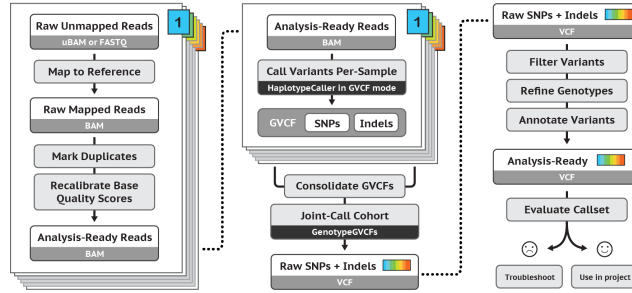 Raw Unmapped Reads
uBAM or FASTQ
1
Map to Reference
Raw Mapped Reads
BAM
Mark Duplicates
Recalibrate Base
Quality Scores
Analysis-Ready Reads
BAM
Analysis-Ready Reads
BAM
1
Call Variants Per-Sample
HaplotypeCaller in GVCF mode
GVCF SNPs Indels
Consolidate GVCFs
Joint-Call Cohort
GenotypeGVCFs
Raw SNPs + Indels
VCF
Raw SNPs + Indels
VCF
Filter Variants
Refine Genotypes
Annotate Variants
Analysis-Ready
VCF
Evaluate Callset
Troubleshoot
Use in project